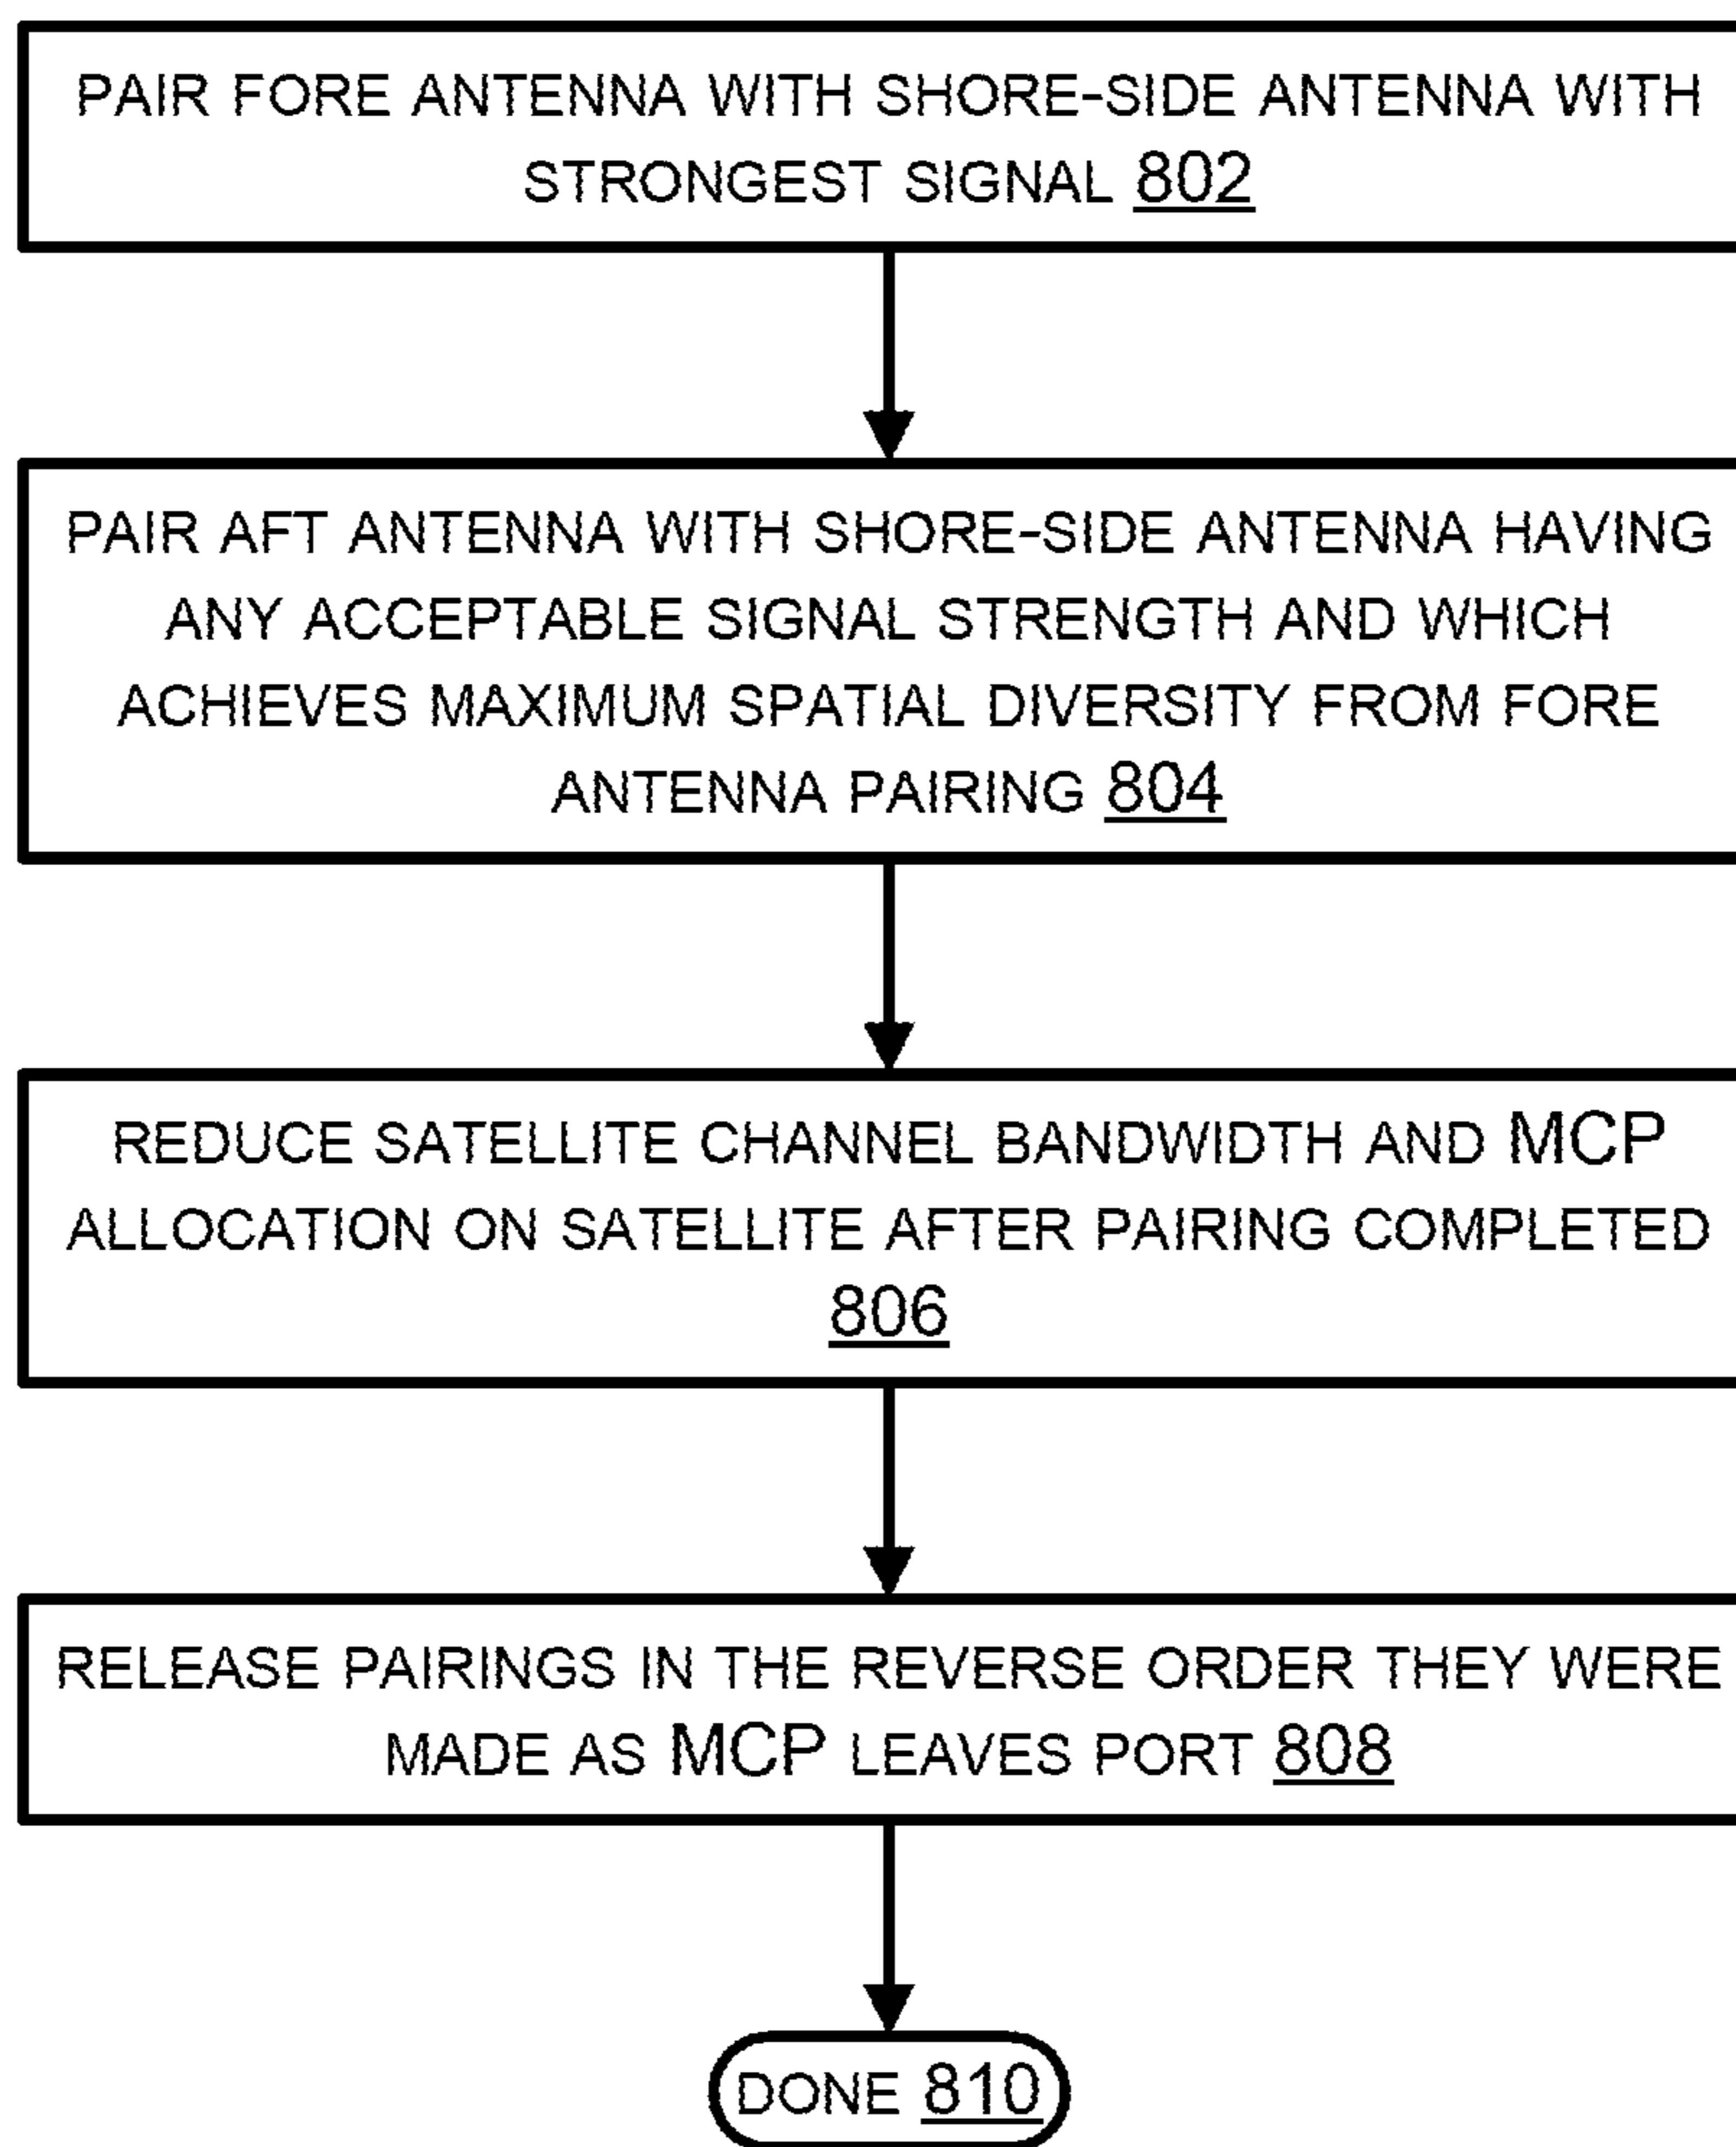 PAIR FORE ANTENNA WITH SHORE-SIDE ANTENNA WITH
STRONGEST SIGNAL 802
PAIR AFT ANTENNA WITH SHORE-SIDE ANTENNA HAVING
ANY ACCEPTABLE SIGNAL STRENGTH AND WHICH
ACHIEVES MAXIMUM SPATIAL DIVERSITY FROM FORE
ANTENNA PAIRING 804
REDUCE SATELLITE CHANNEL BANDWIDTH AND MCP
ALLOCATION ON SATELLITE AFTER PAIRING COMPLETED
806
RELEASE PAIRINGS IN THE REVERSE ORDER THEY WERE
MADE AS MCP LEAVES PORT 808
DONE 810